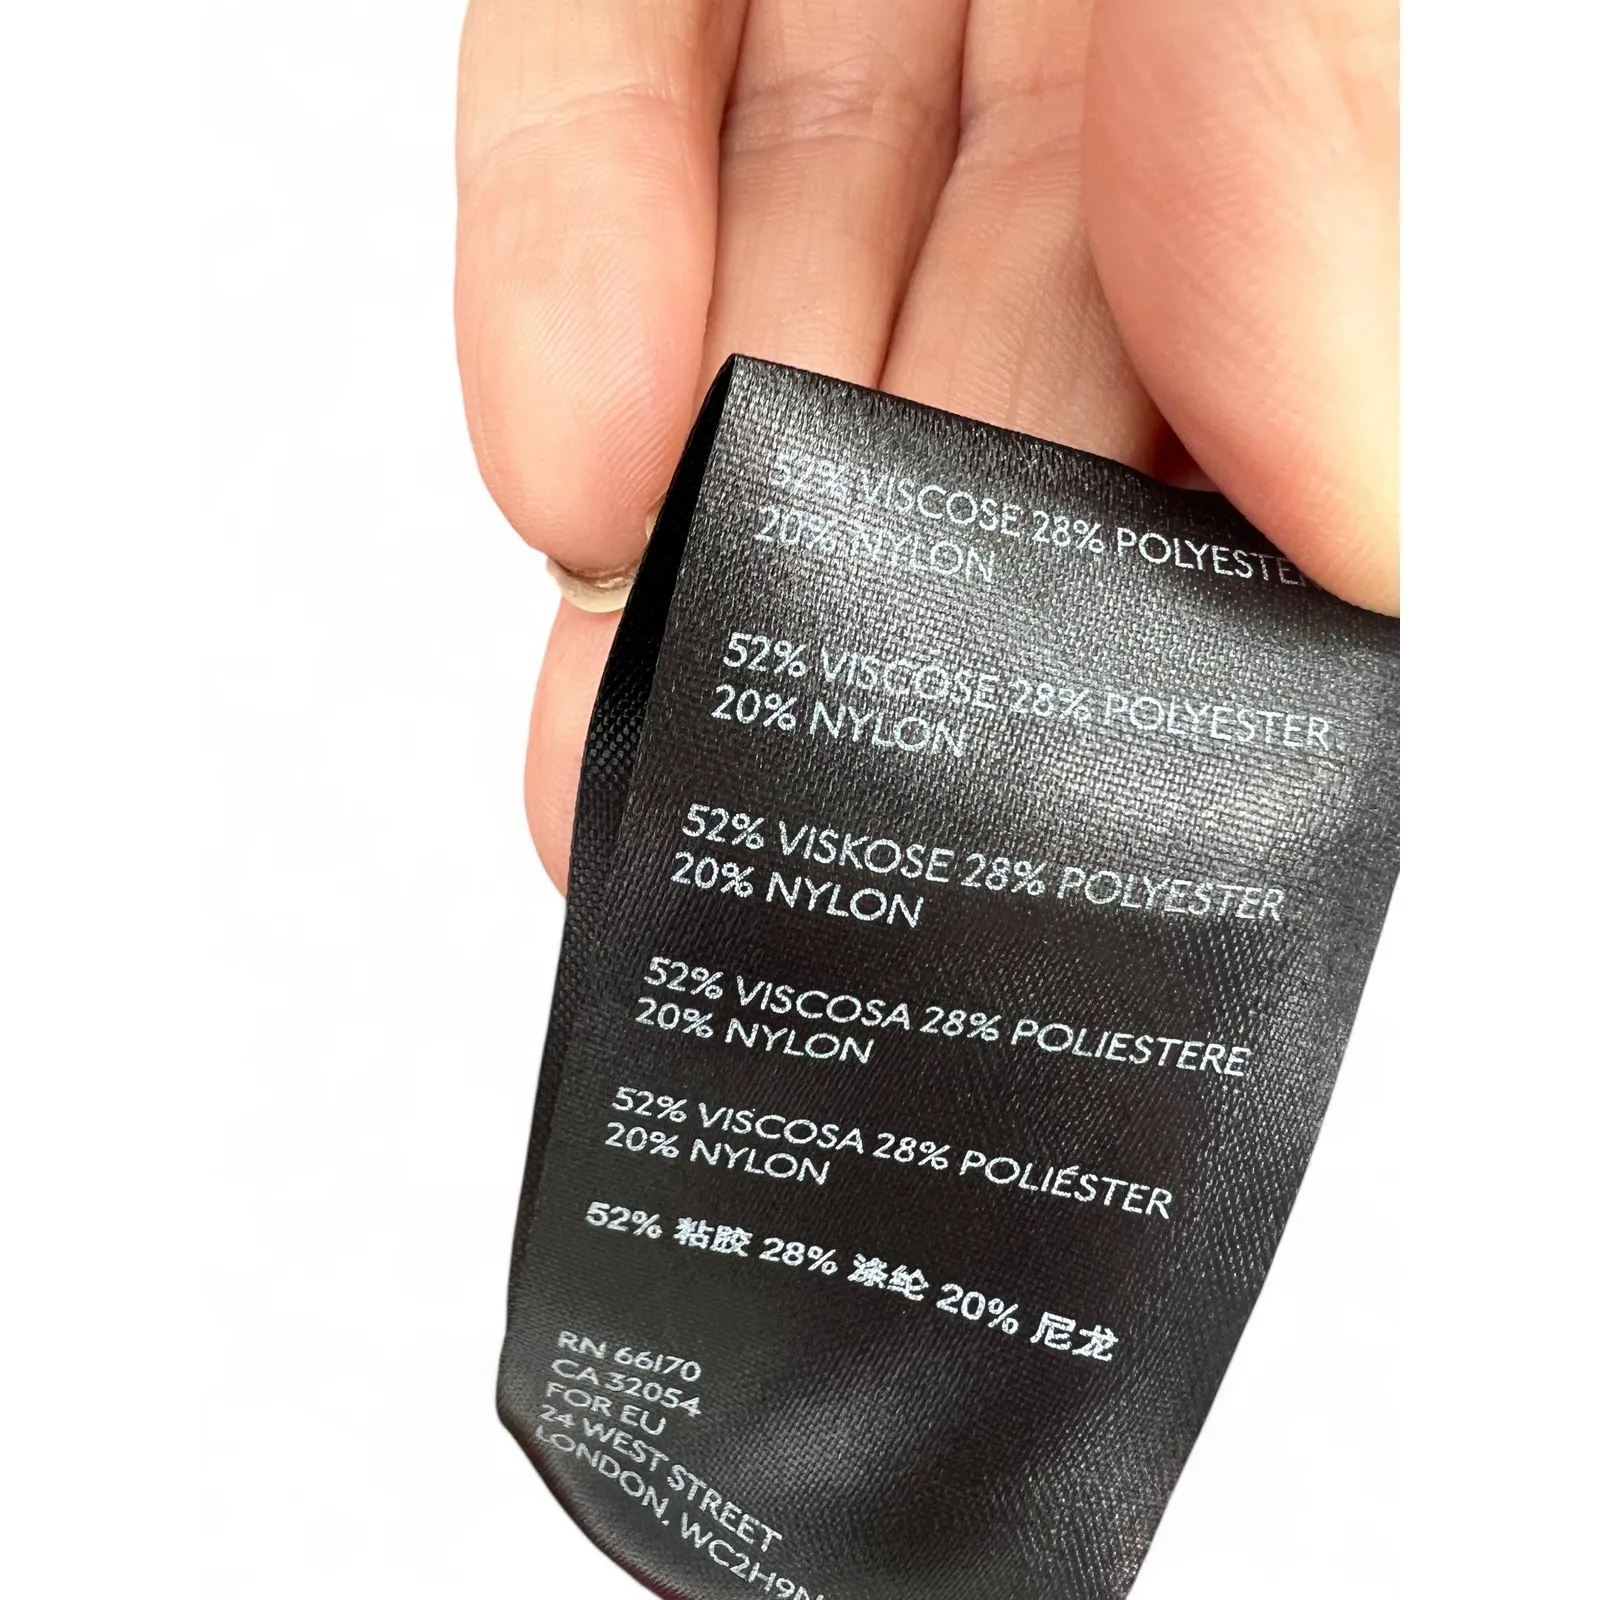 52% VISCOSE 28% POLYESTER
20% NYLON
52% VISCOSE 28% POLYESTER
20% NYLON
52% VISKOSE 28% POLYESTER
20% NYLON
52% VISCOSA 28% POLIESTERE
20% NYLON
52% VISCOSA 28% POLIÉSTER
20% NYLON
52% 粘胶 28% 涤纶 20% 尼龙
RN 66170
CA 32054
FOR EU
24 WEST STREET
LONDON, WC2H9N